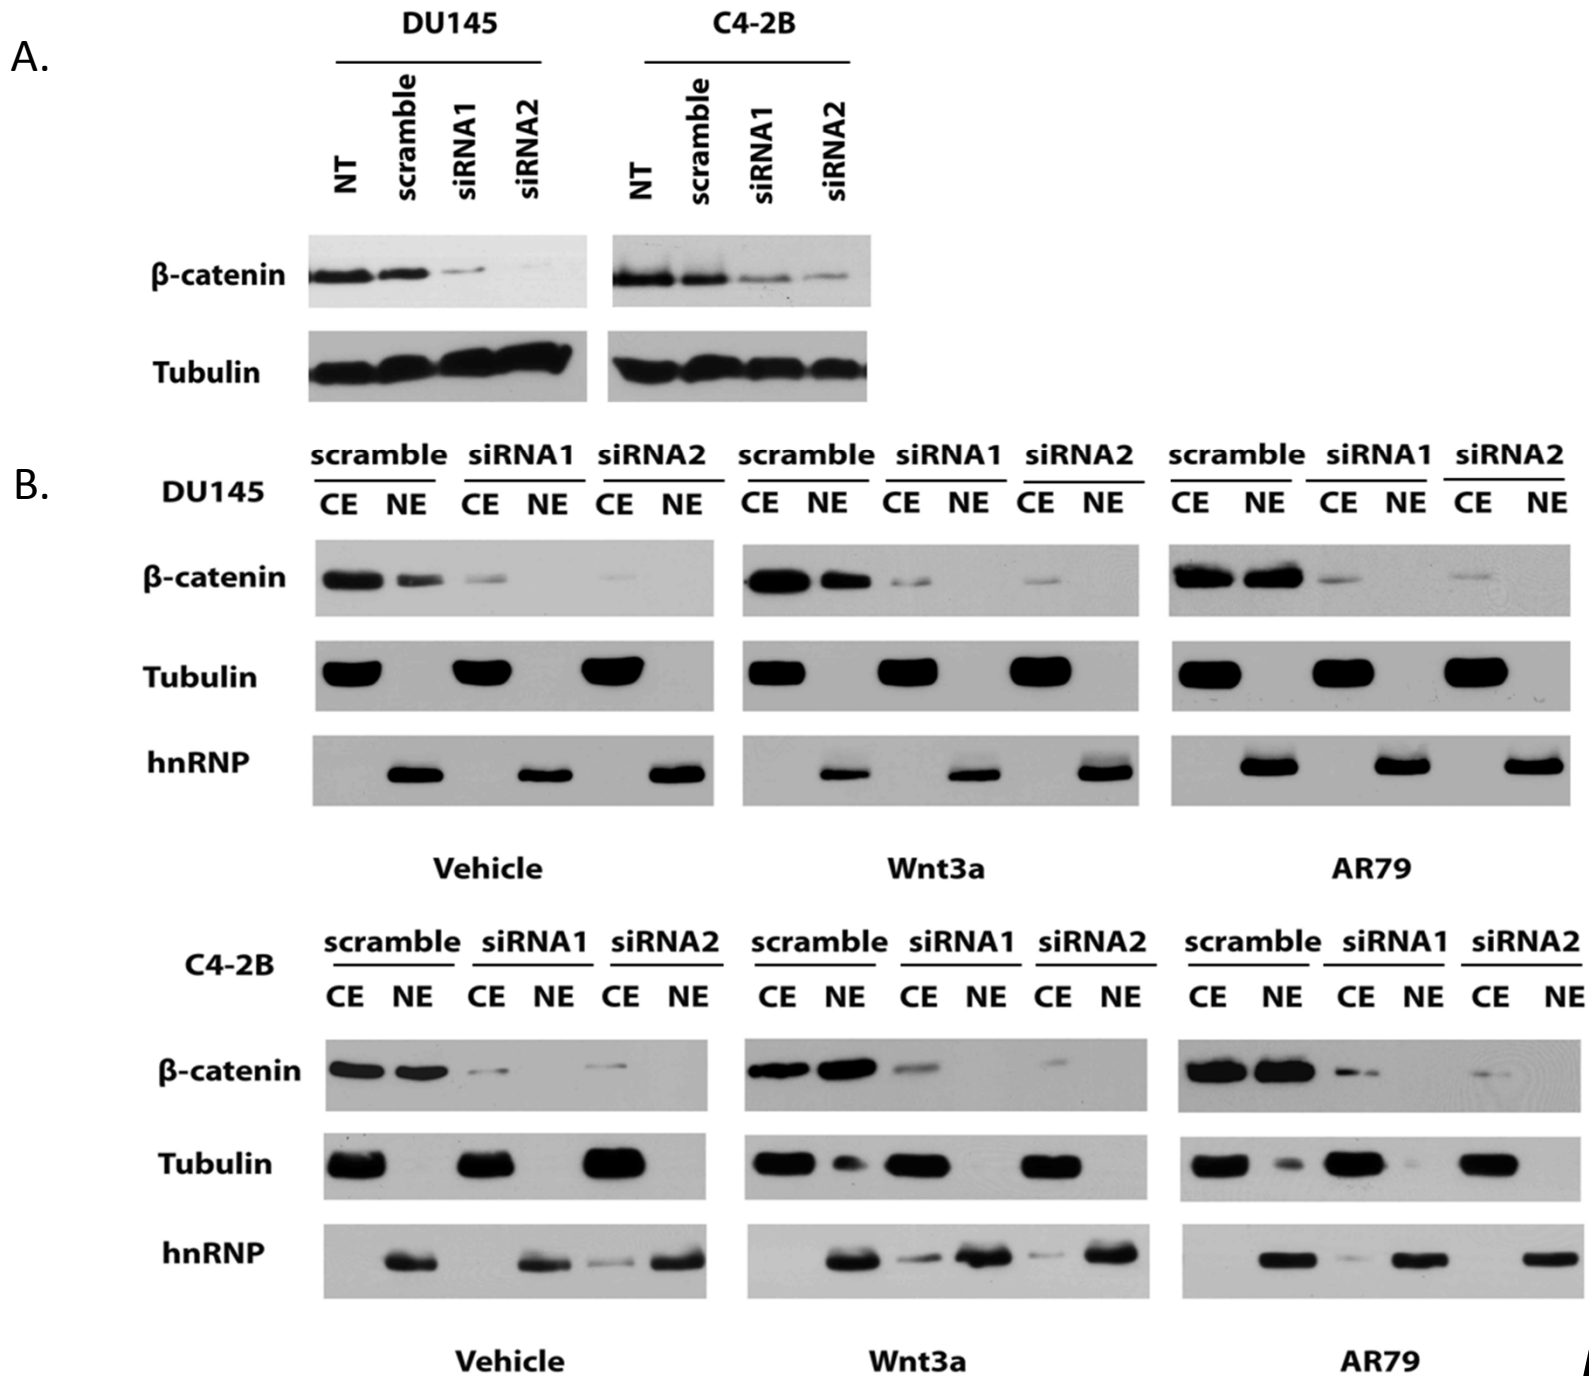 A.
DU145 C4-2B
NT scramble siRNA1 siRNA2 NT scramble siRNA1 siRNA2
β-catenin
Tubulin
B.
scramble siRNA1 siRNA2 scramble siRNA1 siRNA2 scramble siRNA1 siRNA2
DU145
CE NE CE NE CE NE CE NE CE NE CE NE CE NE CE NE CE NE
β-catenin
Tubulin
hnRNP
Vehicle Wnt3a AR79
scramble siRNA1 siRNA2 scramble siRNA1 siRNA2 scramble siRNA1 siRNA2
C4-2B
CE NE CE NE CE NE CE NE CE NE CE NE CE NE CE NE CE NE
β-catenin
Tubulin
hnRNP
Vehicle Wnt3a AR79